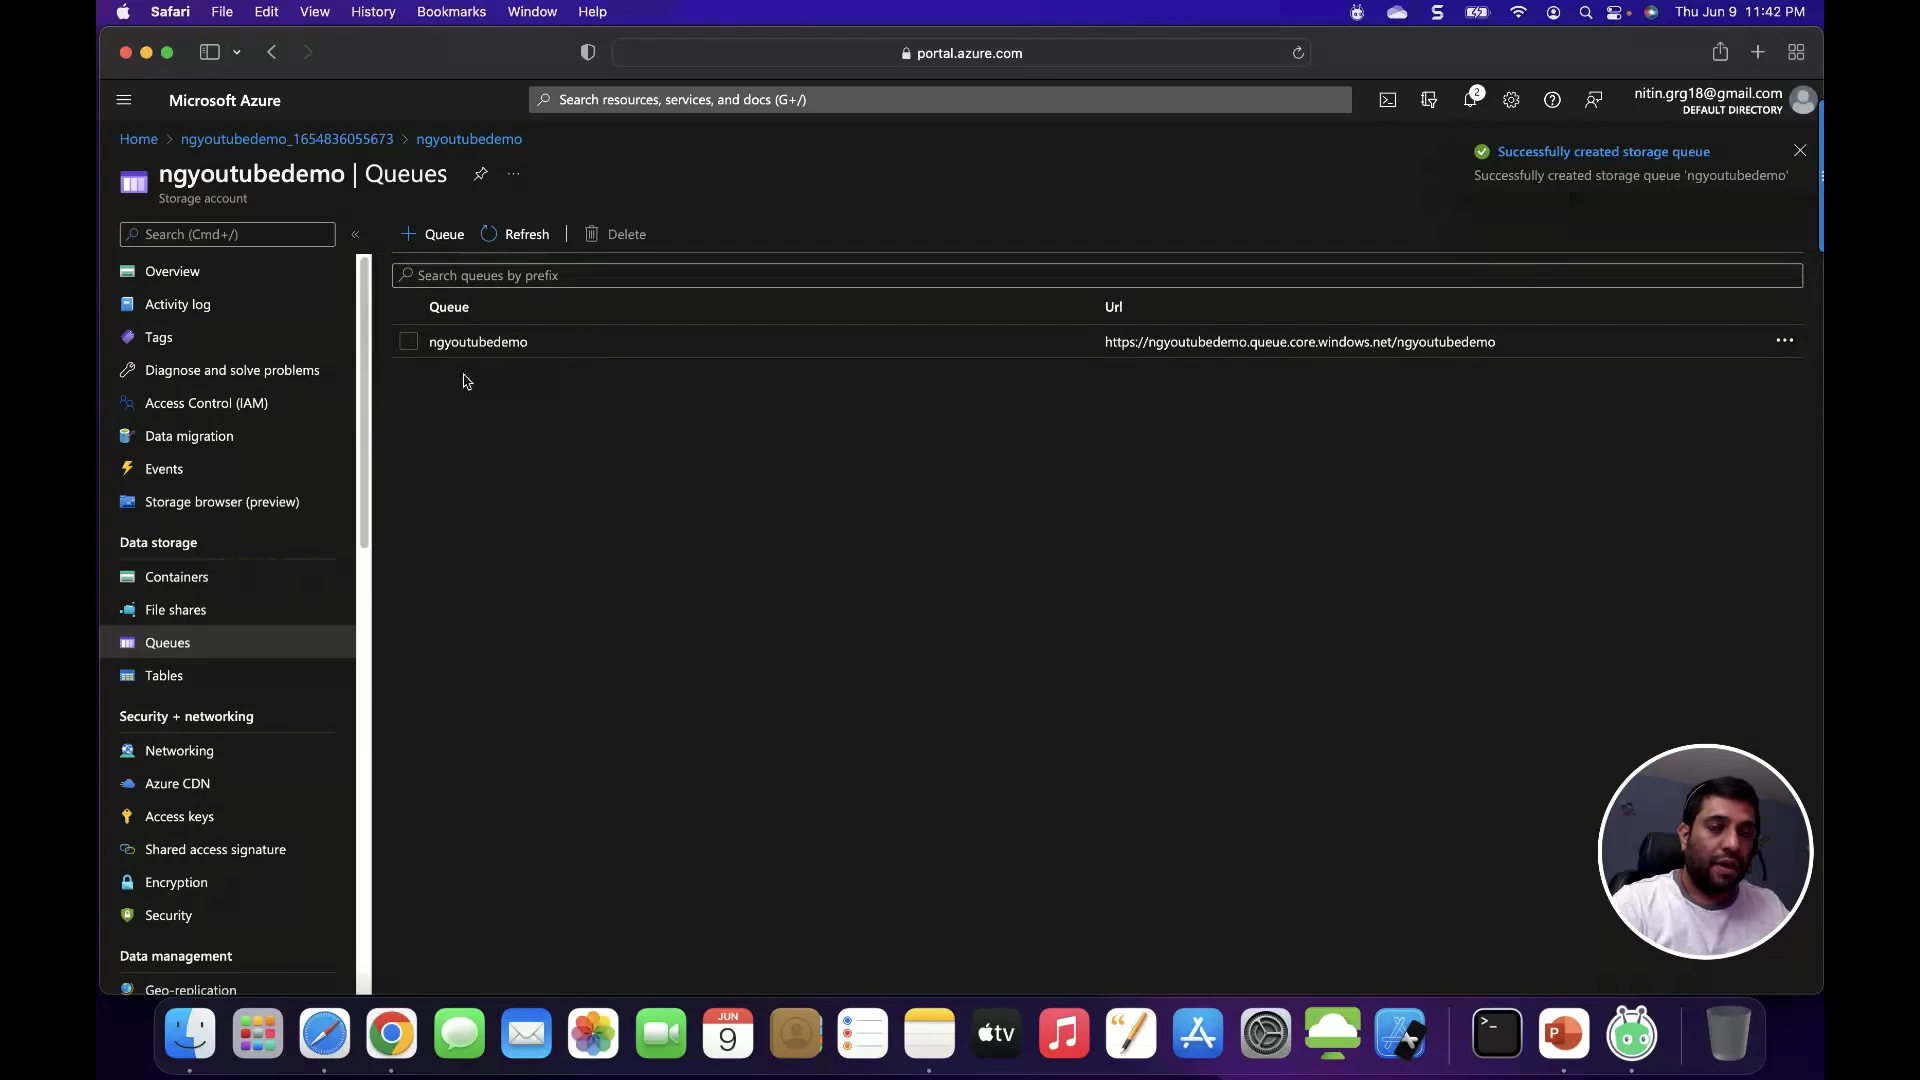 Safari File Edit View History Bookmarks Window Help
S
Thu Jun 9 11:42 PM
portal.azure.com
Microsoft Azure
Search resources, services, and docs (G+/)
2
nitin.grg18@gmail.com
DEFAULT DIRECTORY
Home > ngyoutubedemo_1654836055673 > ngyoutubedemo
ngyoutubedemo | Queues
Storage account
Successfully created storage queue
Successfully created storage queue 'ngyoutubedemo'
Search (Cmd+/)
Queue Refresh Delete
Search queues by prefix
Queue Url
ngyoutubedemo https://ngyoutubedemo.queue.core.windows.net/ngyoutubedemo
Overview
Activity log
Tags
Diagnose and solve problems
Access Control (IAM)
Data migration
Events
Storage browser (preview)
Data storage
Containers
File shares
Queues
Tables
Security + networking
Networking
Azure CDN
Access keys
Shared access signature
Encryption
Security
Data management
Geo-replication
JUN
9
tv
P